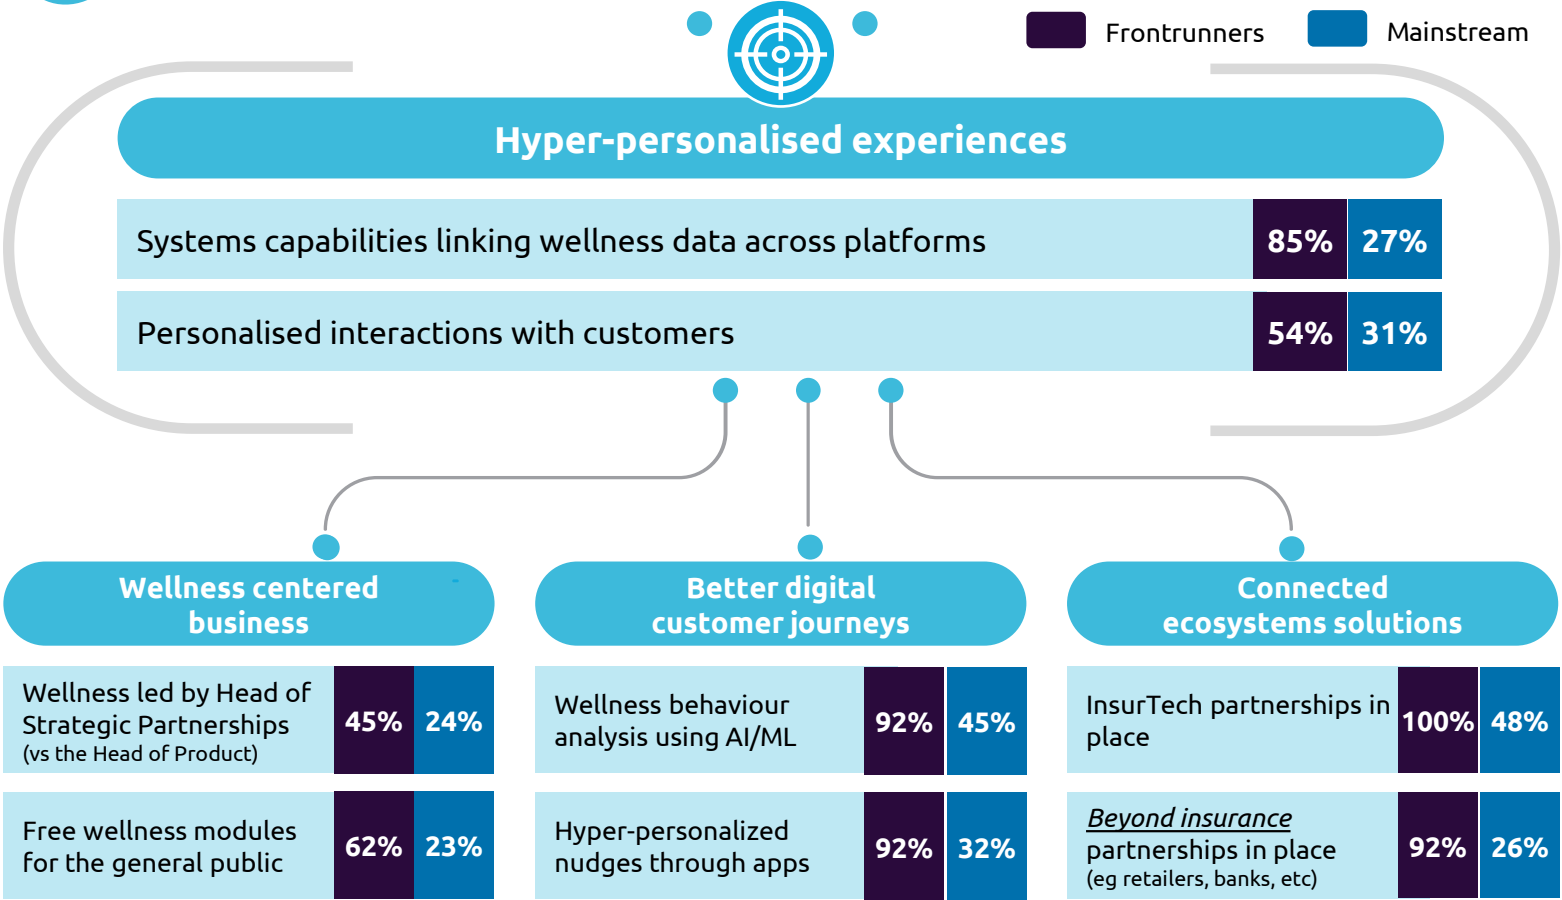 Frontrunners
Mainstream
Hyper-personalised experiences
Systems capabilities linking wellness data across platforms
85%
27%
Personalised interactions with customers
54%
31%
Wellness centered
business
Wellness led by Head of
Strategic Partnerships
(vs the Head of Product)
45%
24%
Free wellness modules
for the general public
62%
23%
Better digital
customer journeys
Wellness behaviour
analysis using AI/ML
92%
45%
Hyper-personalized
nudges through apps
92%
32%
Connected
ecosystems solutions
InsurTech partnerships in
place
100%
48%
Beyond insurance
partnerships in place
(eg retailers, banks, etc)
92%
26%